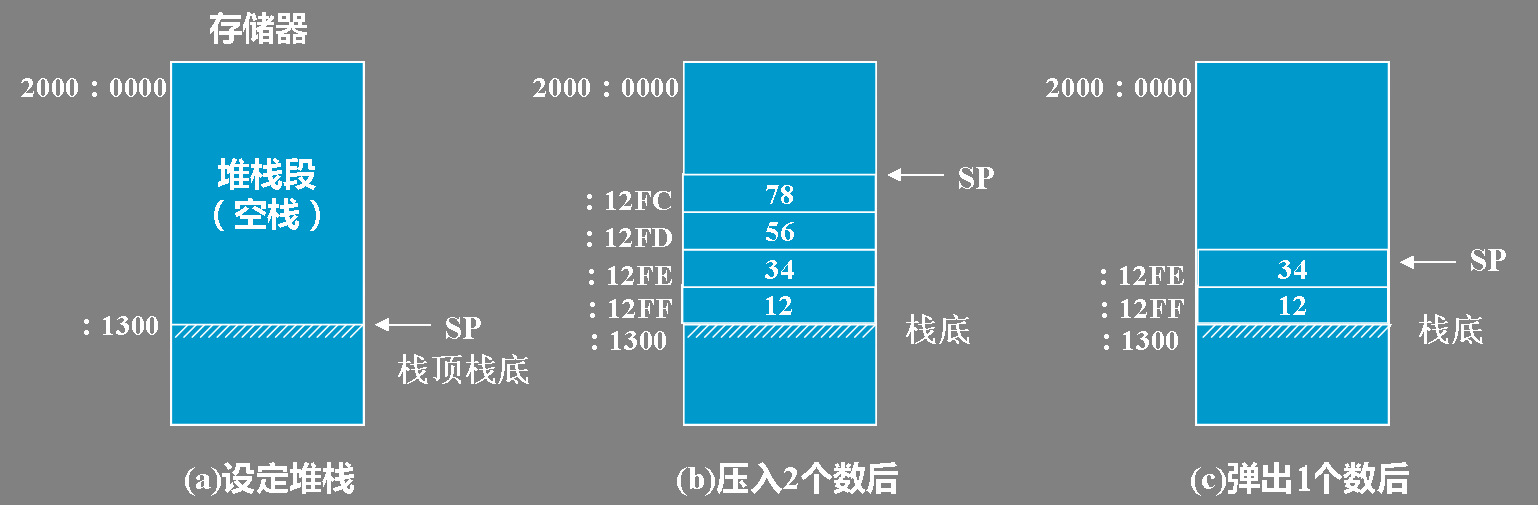 存储器
2000：0000
堆栈段
（空栈）
：1300
SP
栈顶栈底
(a)设定堆栈
2000：0000
SP
：12FC
78
：12FD
56
：12FE
34
：12FF
12
：1300
栈底
(b)压入2个数后
2000：0000
：12FE
34
SP
：12FF
12
：1300
栈底
(c)弹出1个数后